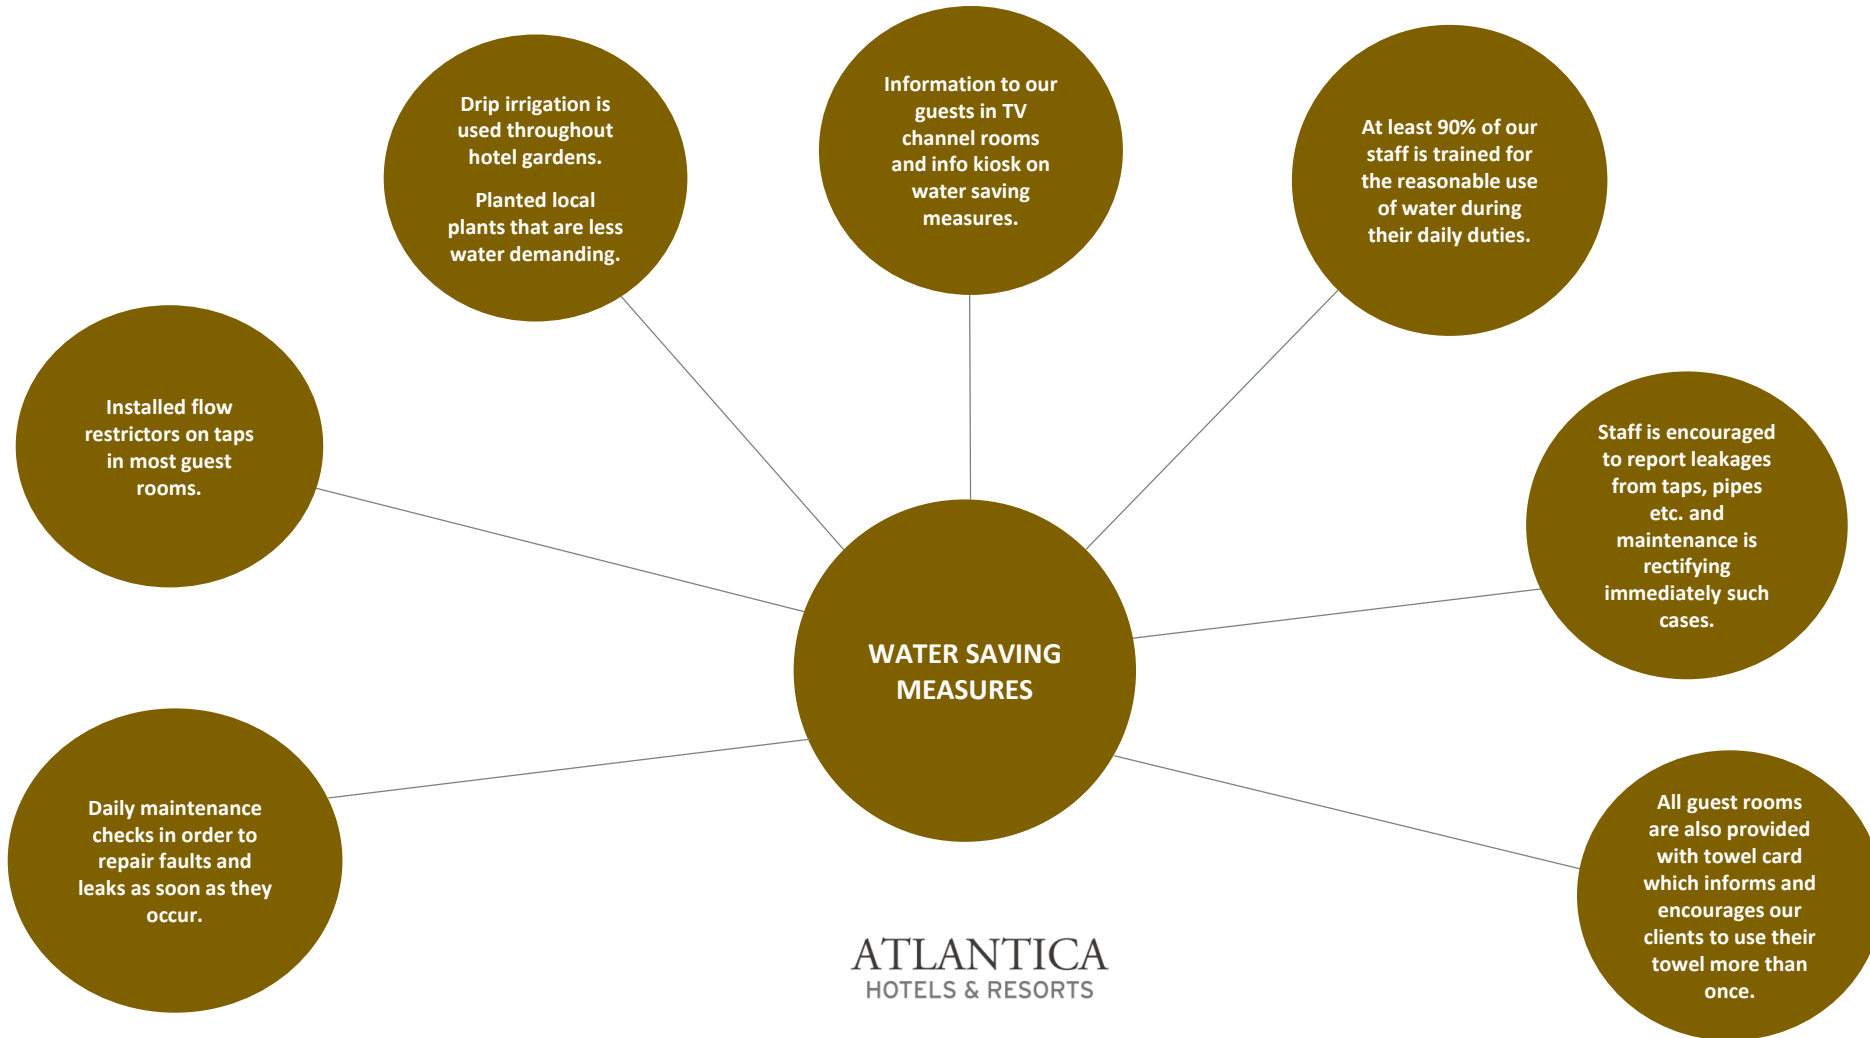 Drip irrigation is
used throughout
hotel gardens.
Planted local
plants that are less
water demanding.
Information to our
guests in TV
channel rooms
and info kiosk on
water saving
measures.
At least 90% of our
staff is trained for
the reasonable use
of water during
their daily duties.
Installed flow
restrictors on taps
in most guest
rooms.
Staff is encouraged
to report leakages
from taps, pipes
etc. and
maintenance is
rectifying
immediately such
cases.
WATER SAVING
MEASURES
Daily maintenance
checks in order to
repair faults and
leaks as soon as they
occur.
All guest rooms
are also provided
with towel card
which informs and
encourages our
clients to use their
towel more than
once.
ATLANTICA
HOTELS & RESORTS